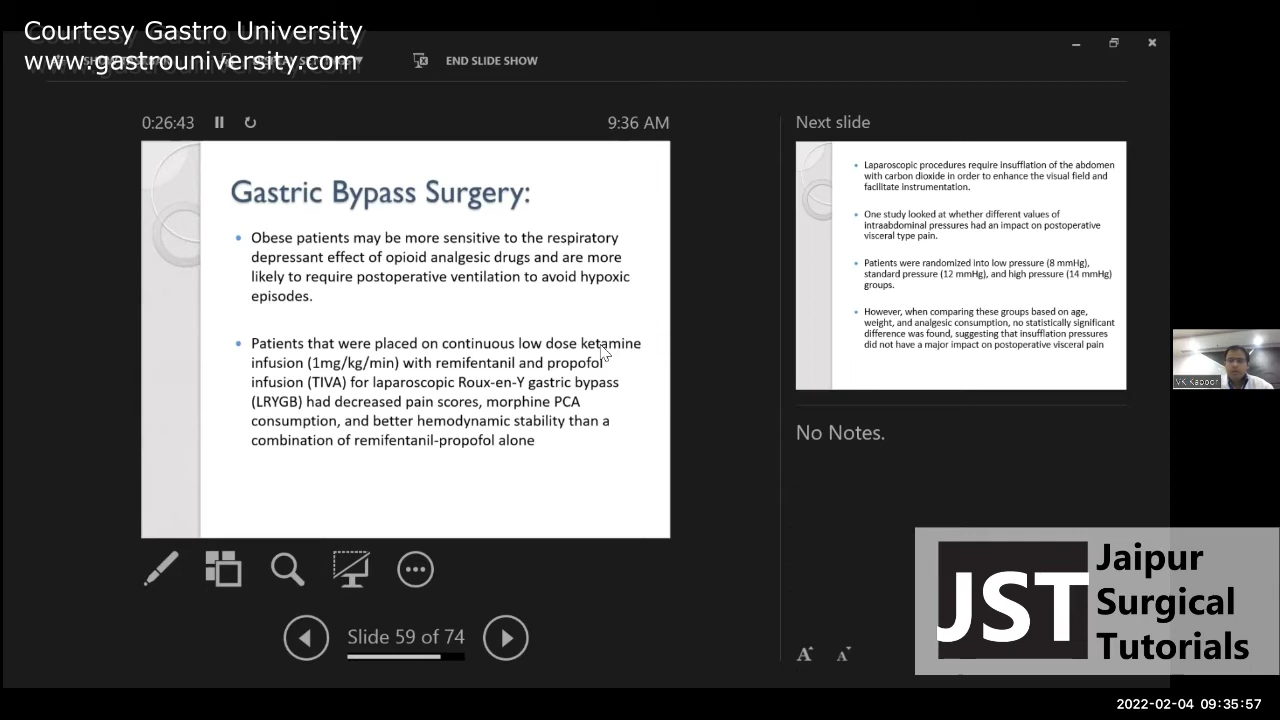 Courtesy Gastro University
www.gastrouniversity.com
END SLIDE SHOW
0:26:43
9:36 AM
Next slide
Gastric Bypass Surgery:
• Obese patients may be more sensitive to the respiratory
depressant effect of opioid analgesic drugs and are more
likely to require postoperative ventilation to avoid hypoxic
episodes.
• Patients that were placed on continuous low dose ketamine
infusion (1mg/kg/min) with remifentanil and propofol
infusion (TIVA) for laparoscopic Roux-en-Y gastric bypass
(LRYGB) had decreased pain scores, morphine PCA
consumption, and better hemodynamic stability than a
combination of remifentanil-propofol alone
• Laparoscopic procedures require insufflation of the abdomen
with carbon dioxide in order to enhance the visual field and
facilitate instrumentation.
• One study looked at whether different values of
intraabdominal pressures had an impact on postoperative
visceral type pain.
• Patients were randomized into low pressure (8 mmHg),
standard pressure (12 mmHg), and high pressure (14 mmHg)
groups.
• However, when comparing these groups based on age,
weight, and analgesic consumption, no statistically significant
difference was found, suggesting that insufflation pressures
did not have a major impact on postoperative visceral pain
VK Kapoor
No Notes.
Slide 59 of 74
A A
JST
Jaipur
Surgical
Tutorials
2022-02-04 09:35:57